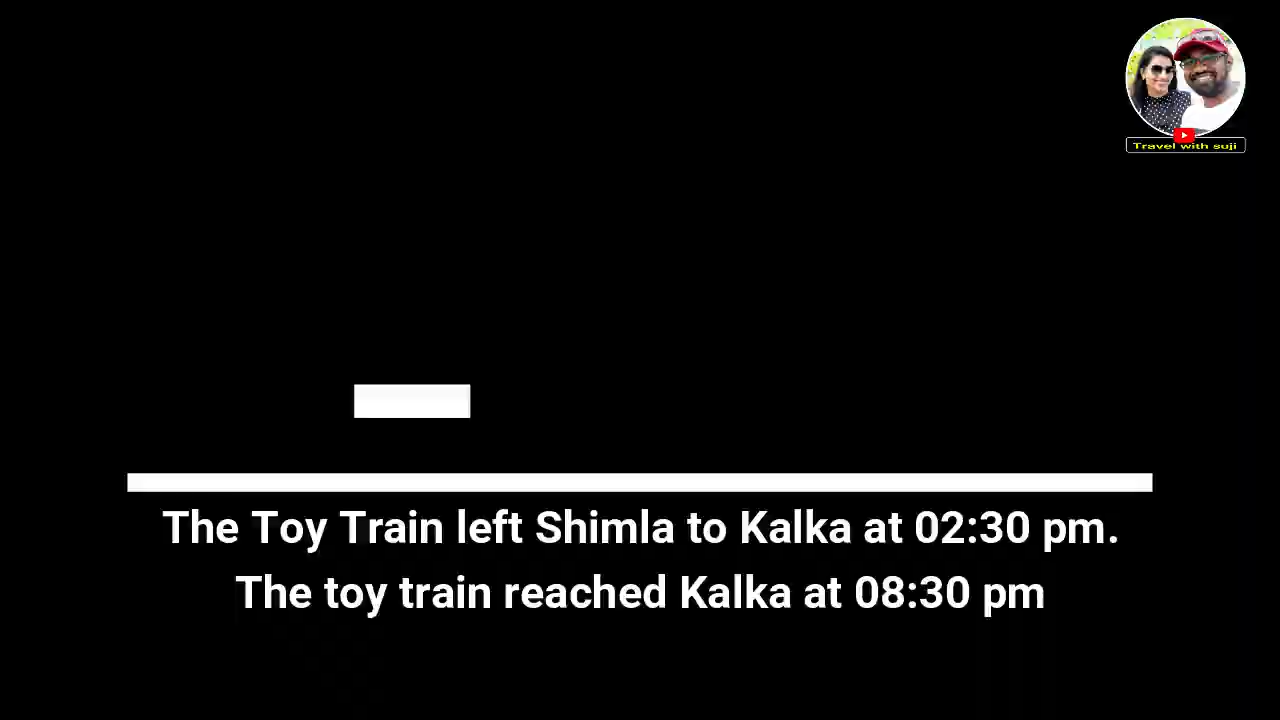 Travel with suji
The Toy Train left Shimla to Kalka at 02:30 pm.
The toy train reached Kalka at 08:30 pm